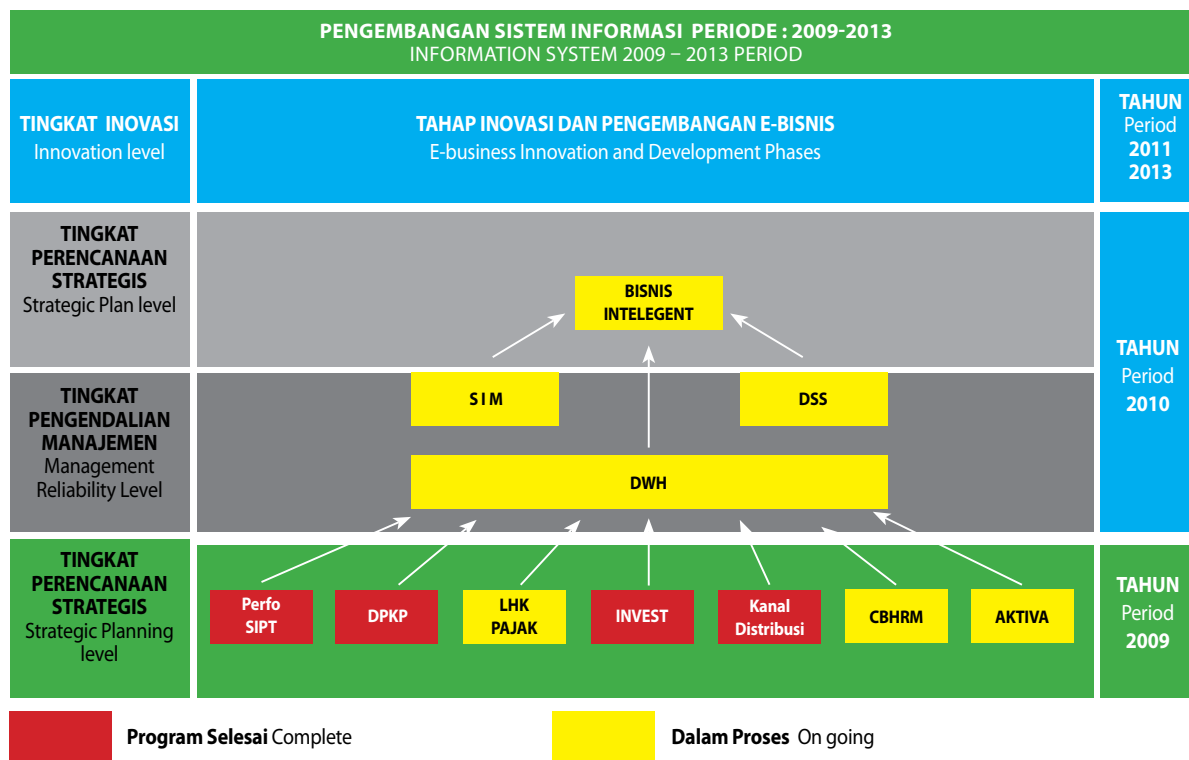 PENGEMBANGAN SISTEM INFORMASI PERIODE : 2009-2013
INFORMATION SYSTEM 2009 – 2013 PERIOD
TINGKAT INOVASI
Innovation level
TAHAP INOVASI DAN PENGEMBANGAN E-BISNIS
E-business Innovation and Development Phases
TAHUN
Period
2011
2013
TINGKAT
PERENCANAAN
STRATEGIS
Strategic Plan level
BISNIS
INTELEGENT
TAHUN
Period
2010
TINGKAT
PENGENDALIAN
MANAJEMEN
Management
Reliability Level
S I M
DSS
DWH
TINGKAT
PERENCANAAN
STRATEGIS
Strategic Planning
level
Perfo
SIPT
DPKP
LHK
PAJAK
INVEST
Kanal
Distribusi
CBHRM
AKTIVA
TAHUN
Period
2009
Program Selesai Complete
Dalam Proses On going